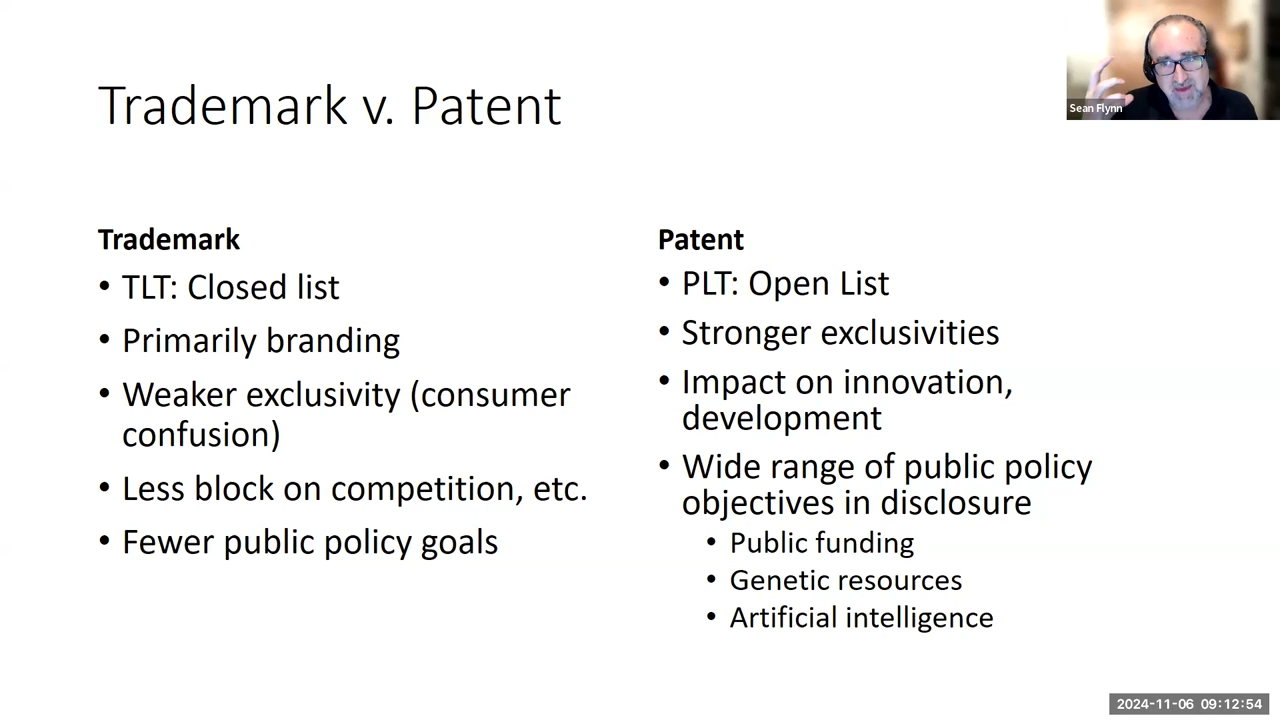 Trademark v. Patent
Sean Flynn
Trademark
• TLT: Closed list
• Primarily branding
• Weaker exclusivity (consumer
confusion)
• Less block on competition, etc.
• Fewer public policy goals
Patent
• PLT: Open List
• Stronger exclusivities
• Impact on innovation,
development
• Wide range of public policy
objectives in disclosure
• Public funding
• Genetic resources
• Artificial intelligence
2024-11-06 09:12:54